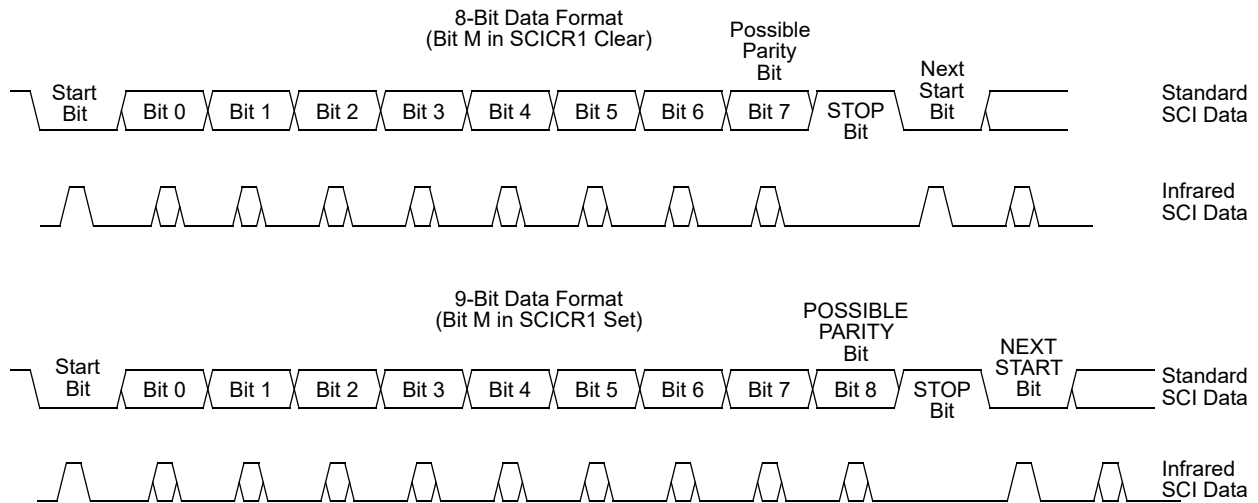 8-Bit Data Format
(Bit M in SCICR1 Clear)
Possible
Parity
Bit
Start
Bit
Bit 0
Bit 1
Bit 2
Bit 3
Bit 4
Bit 5
Bit 6
Bit 7
STOP
Bit
Next
Start
Bit
Standard
SCI Data
Infrared
SCI Data
9-Bit Data Format
(Bit M in SCICR1 Set)
POSSIBLE
PARITY
Bit
Start
Bit
Bit 0
Bit 1
Bit 2
Bit 3
Bit 4
Bit 5
Bit 6
Bit 7
Bit 8
STOP
Bit
NEXT
START
Bit
Standard
SCI Data
Infrared
SCI Data